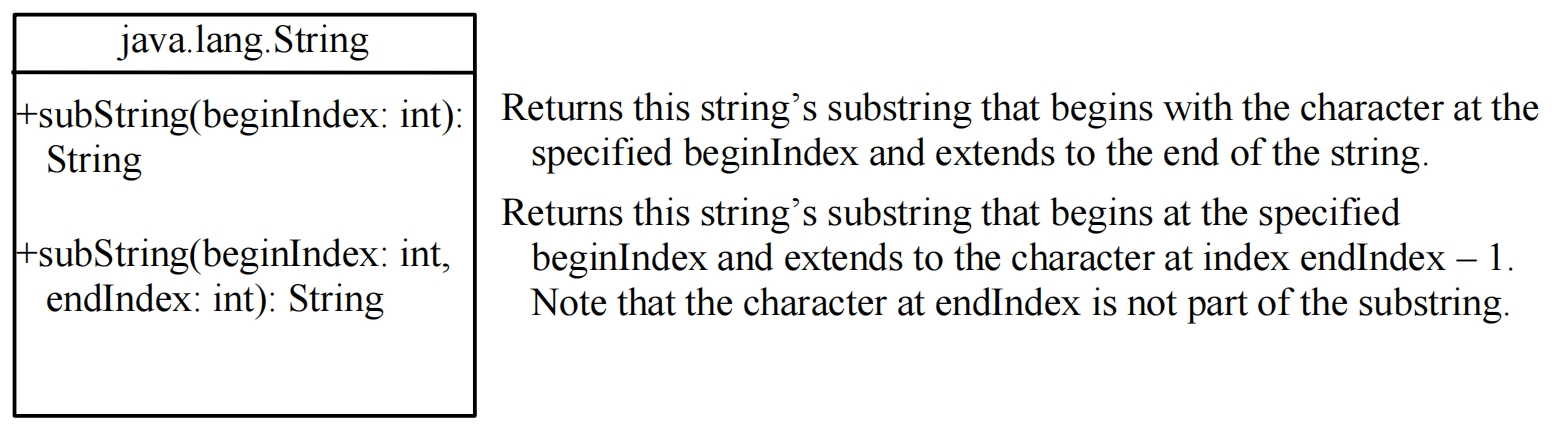 java.lang.String
+subString(beginIndex: int):
String
Returns this string’s substring that begins with the character at the
specified beginIndex and extends to the end of the string.
+subString(beginIndex: int,
endIndex: int): String
Returns this string’s substring that begins at the specified
beginIndex and extends to the character at index endIndex – 1.
Note that the character at endIndex is not part of the substring.